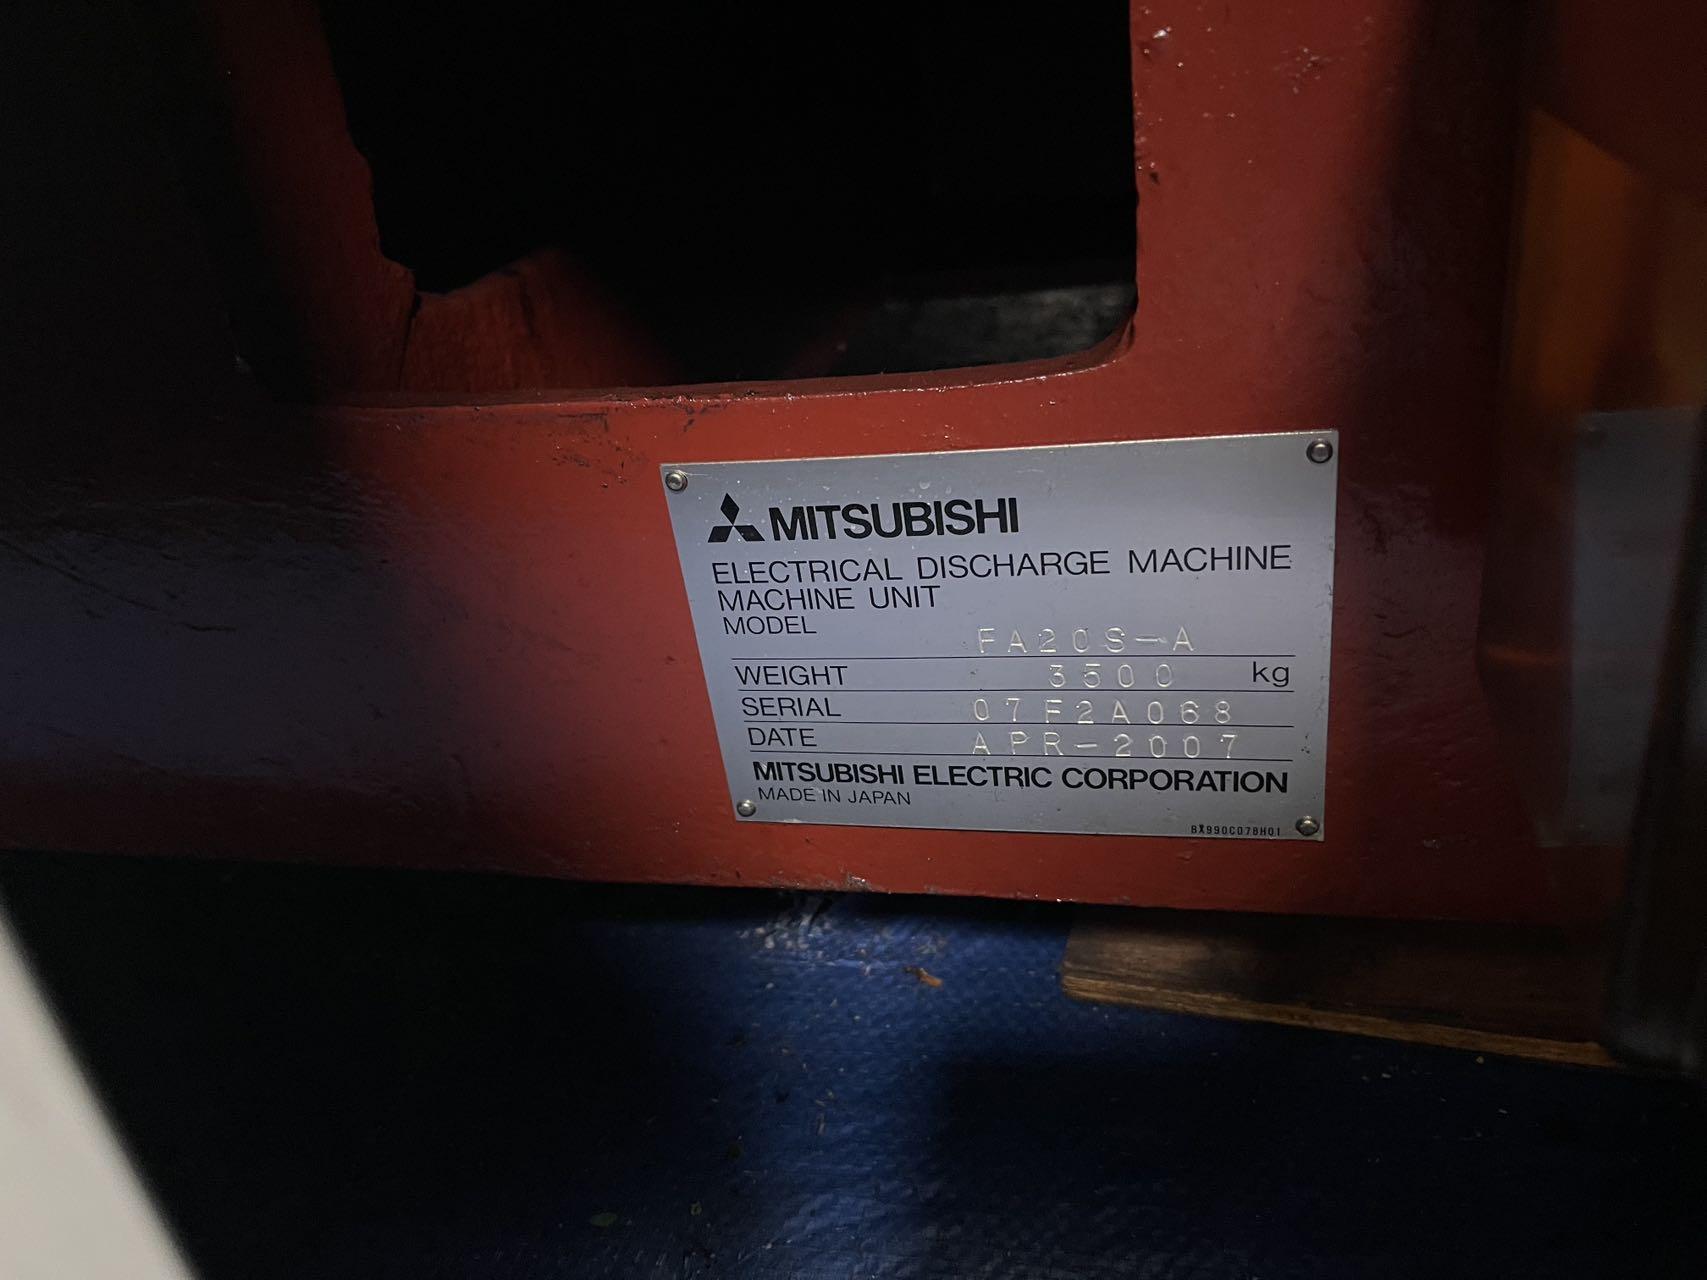 MITSUBISHI
ELECTRICAL DISCHARGE MACHINE
MACHINE UNIT
MODEL FA20S-A
WEIGHT 3500 kg
SERIAL 07F2A068
DATE APR-2007
MITSUBISHI ELECTRIC CORPORATION
MADE IN JAPAN